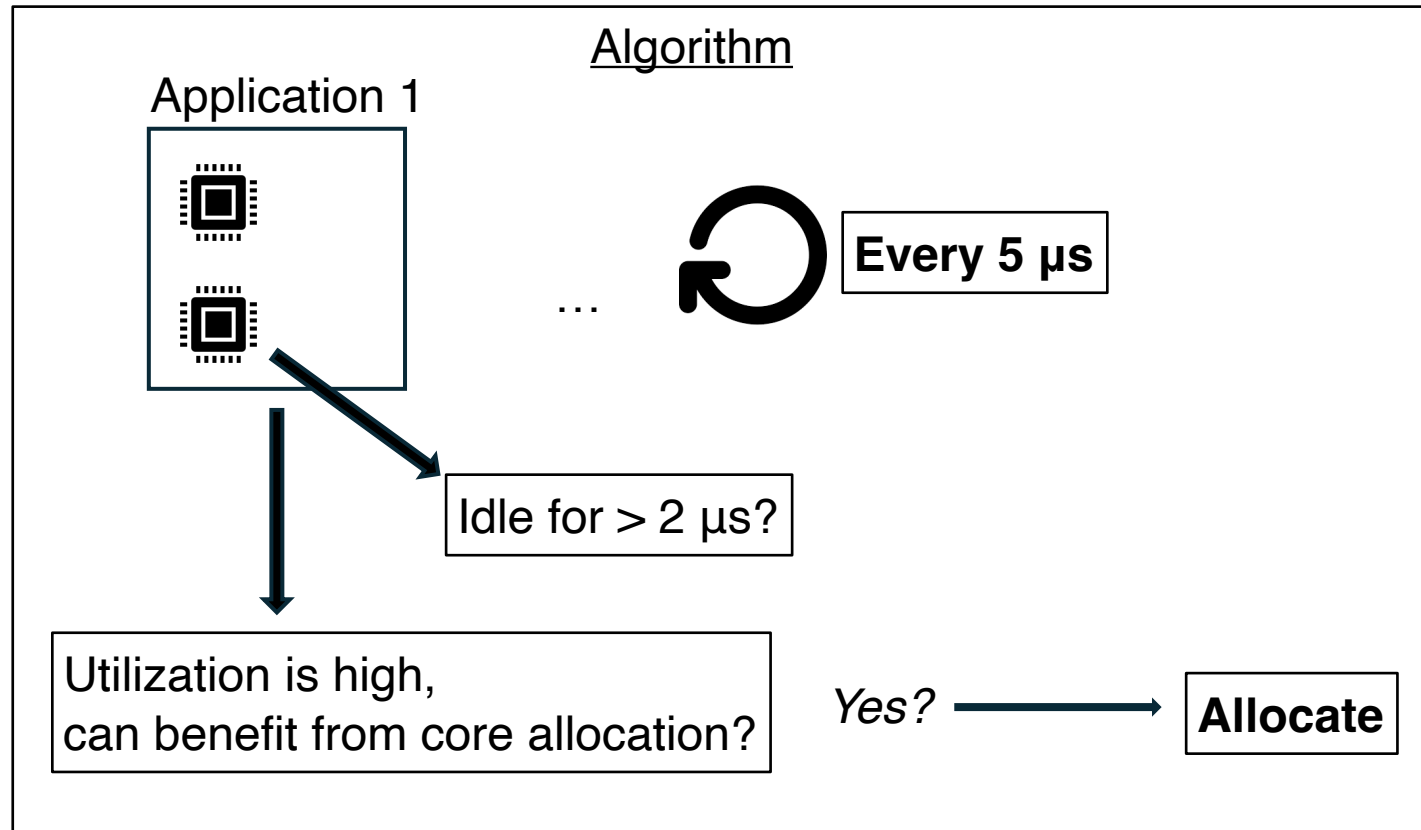 Algorithm
Application 1
Every 5 µs
…
Idle for > 2 µs?
Utilization is high,
can benefit from core allocation?
Yes?
Allocate